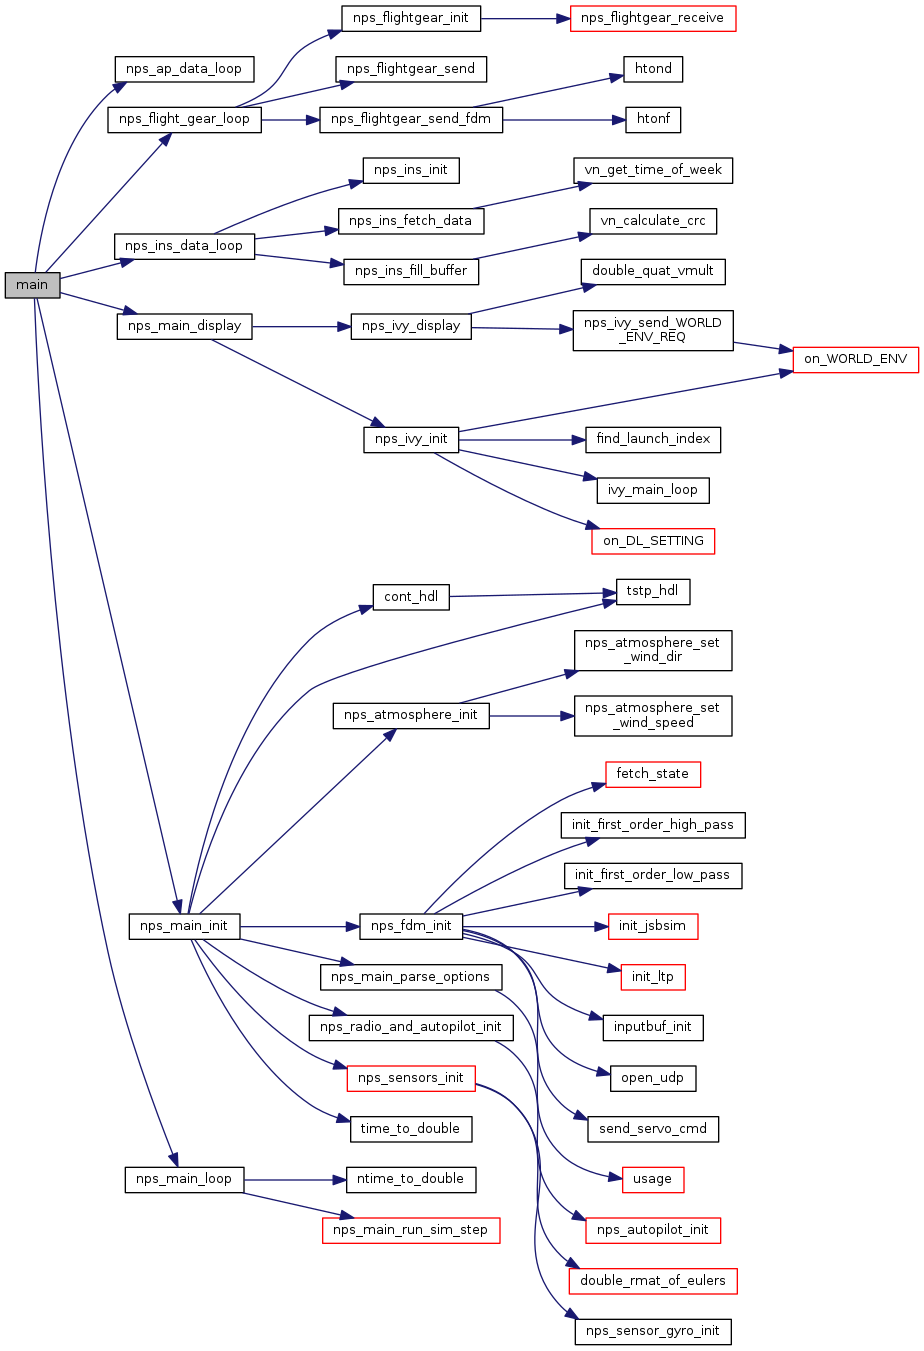 nps_flightgear_init
nps_flightgear_receive
nps_ap_data_loop
nps_flightgear_send
htond
nps_flight_gear_loop
nps_flightgear_send_fdm
htonf
nps_ins_init
vn_get_time_of_week
nps_ins_fetch_data
vn_calculate_crc
nps_ins_data_loop
nps_ins_fill_buffer
double_quat_vmult
main
nps_main_display
nps_ivy_display
nps_ivy_send_WORLD
_ENV_REQ
on_WORLD_ENV
nps_ivy_init
find_launch_index
ivy_main_loop
on_DL_SETTING
cont_hdl
tstp_hdl
nps_atmosphere_set
_wind_dir
nps_atmosphere_init
nps_atmosphere_set
_wind_speed
fetch_state
init_first_order_high_pass
init_first_order_low_pass
nps_main_init
nps_fdm_init
init_jsbsim
nps_main_parse_options
init_ltp
nps_radio_and_autopilot_init
inputbuf_init
nps_sensors_init
open_udp
time_to_double
send_servo_cmd
nps_main_loop
ntime_to_double
usage
nps_main_run_sim_step
nps_autopilot_init
double_rmat_of_eulers
nps_sensor_gyro_init